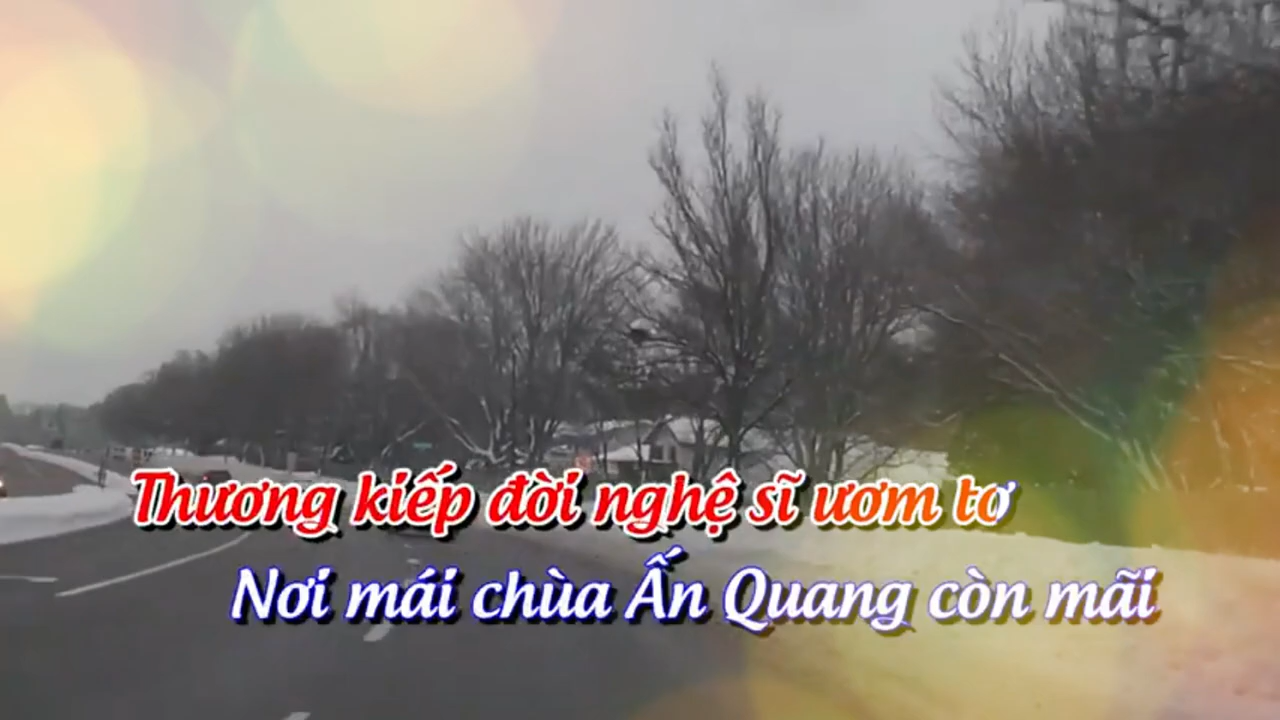 Thương kiếp đời nghệ sĩ ươm tơ
Nơi mái chùa Ấn Quang còn mãi